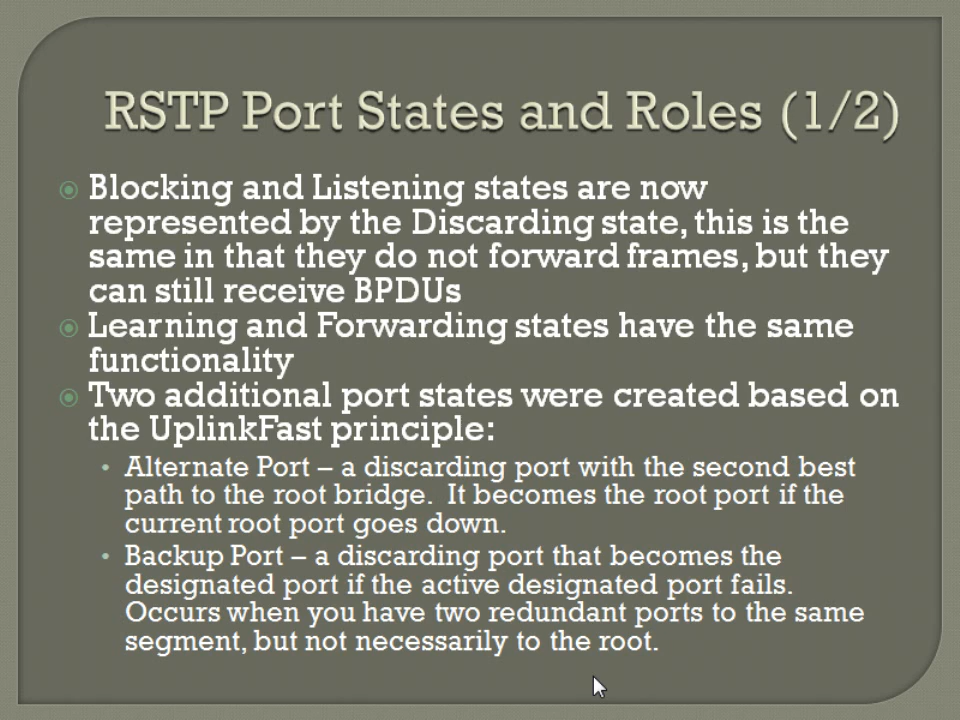 RSTP Port States and Roles (1/2)
Blocking and Listening states are now
represented by the Discarding state, this is the
same in that they do not forward frames, but they
can still receive BPDUs
Learning and Forwarding states have the same
functionality
Two additional port states were created based on
the UplinkFast principle:
Alternate Port – a discarding port with the second best
path to the root bridge.  It becomes the root port if the
current root port goes down.
Backup Port – a discarding port that becomes the
designated port if the active designated port fails.
Occurs when you have two redundant ports to the same
segment, but not necessarily to the root.